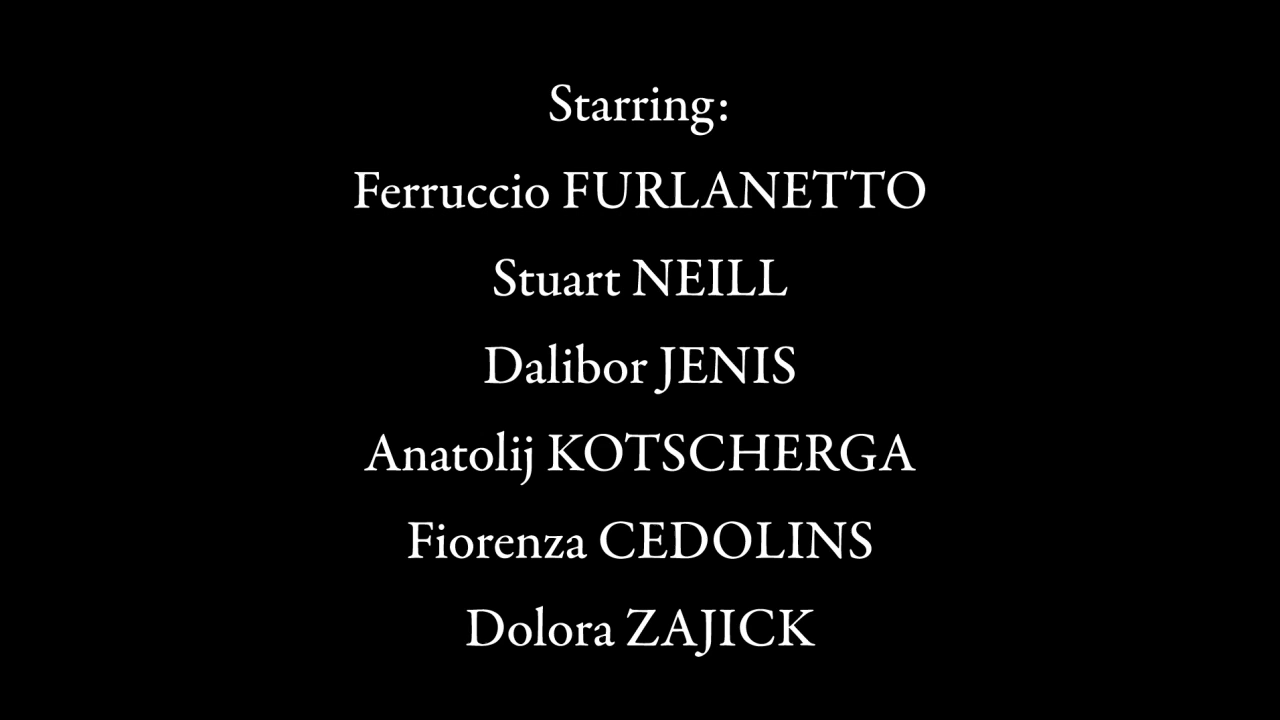 Starring:
Ferruccio FURLANETTO
Stuart NEILL
Dalibor JENIS
Anatolij KOTSCHERGA
Fiorenza CEDOLINS
Dolora ZAJICK